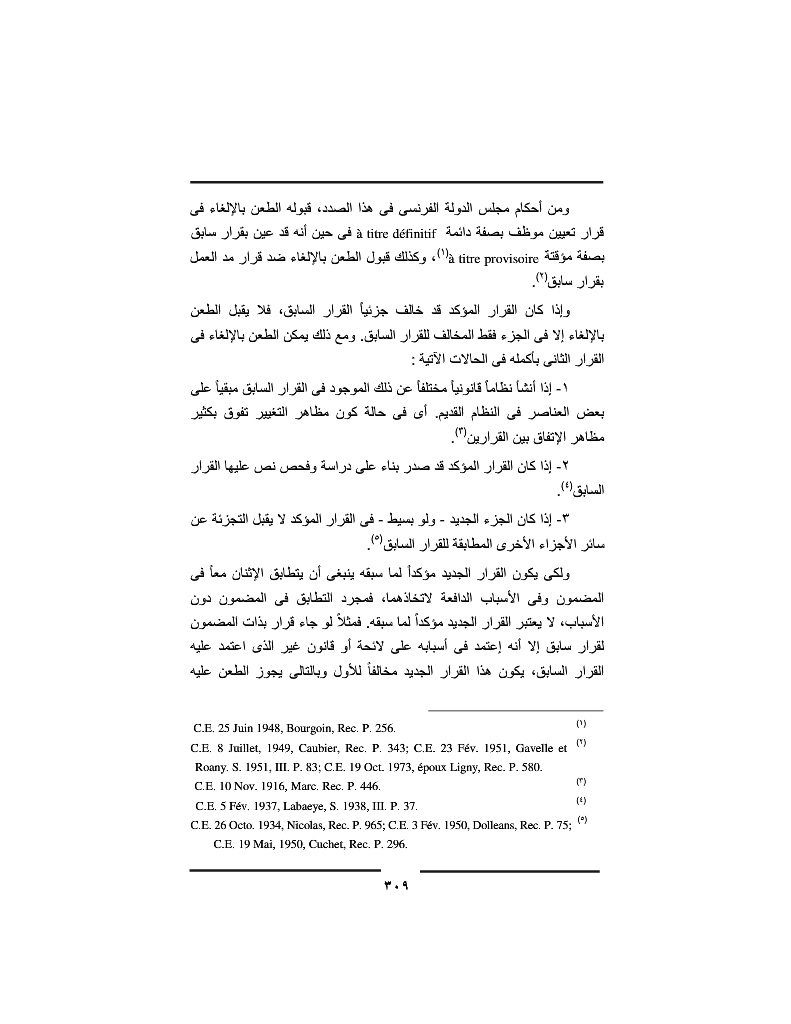 ومن أحكام مجلس الدولة الفرنسى فى هذا الصدد، قبوله الطعن بالإلغاء فى
قرار تعيين موظف بصفة دائمة à titre définitif فى حين أنه قد عين بقرار سابق
بصفة مؤقتة à titre provisoire(١)، وكذلك قبول الطعن بالإلغاء ضد قرار مد العمل
بقرار سابق(٢).
وإذا كان القرار المؤكد قد خالف جزئياً القرار السابق، فلا يقبل الطعن
بالإلغاء إلا فى الجزء فقط المخالف للقرار السابق. ومع ذلك يمكن الطعن بالإلغاء فى
القرار الثانى بأكمله فى الحالات الآتية :
١- إذا أنشأ نظاماً قانونياً مختلفاً عن ذلك الموجود فى القرار السابق مبقياً على
بعض العناصر فى النظام القديم. أى فى حالة كون مظاهر التغيير تفوق بكثير
مظاهر الإتفاق بين القرارين(٣).
٢- إذا كان القرار المؤكد قد صدر بناء على دراسة وفحص نص عليها القرار
السابق(٤).
٣- إذا كان الجزء الجديد - ولو بسيط - فى القرار المؤكد لا يقبل التجزئة عن
سائر الأجزاء الأخرى المطابقة للقرار السابق(٥).
ولكى يكون القرار الجديد مؤكداً لما سبقه ينبغى أن يتطابق الإثنان معاً فى
المضمون وفى الأسباب الدافعة لاتخاذهما، فمجرد التطابق فى المضمون دون
الأسباب، لا يعتبر القرار الجديد مؤكداً لما سبقه. فمثلاً لو جاء قرار بذات المضمون
لقرار سابق إلا أنه إعتمد فى أسبابه على لائحة أو قانون غير الذى اعتمد عليه
القرار السابق، يكون هذا القرار الجديد مخالفاً للأول وبالتالى يجوز الطعن عليه
(١) C.E. 25 Juin 1948, Bourgoin, Rec. P. 256.
(٢) C.E. 8 Juillet, 1949, Caubier, Rec. P. 343; C.E. 23 Fév. 1951, Gavelle et
Roany. S. 1951, III. P. 83; C.E. 19 Oct. 1973, époux Ligny, Rec. P. 580.
(٣) C.E. 10 Nov. 1916, Marc. Rec. P. 446.
(٤) C.E. 5 Fév. 1937, Labaeye, S. 1938, III. P. 37.
(٥) C.E. 26 Octo. 1934, Nicolas, Rec. P. 965; C.E. 3 Fév. 1950, Dolleans, Rec. P. 75;
C.E. 19 Mai, 1950, Cuchet, Rec. P. 296.
٣٠٩